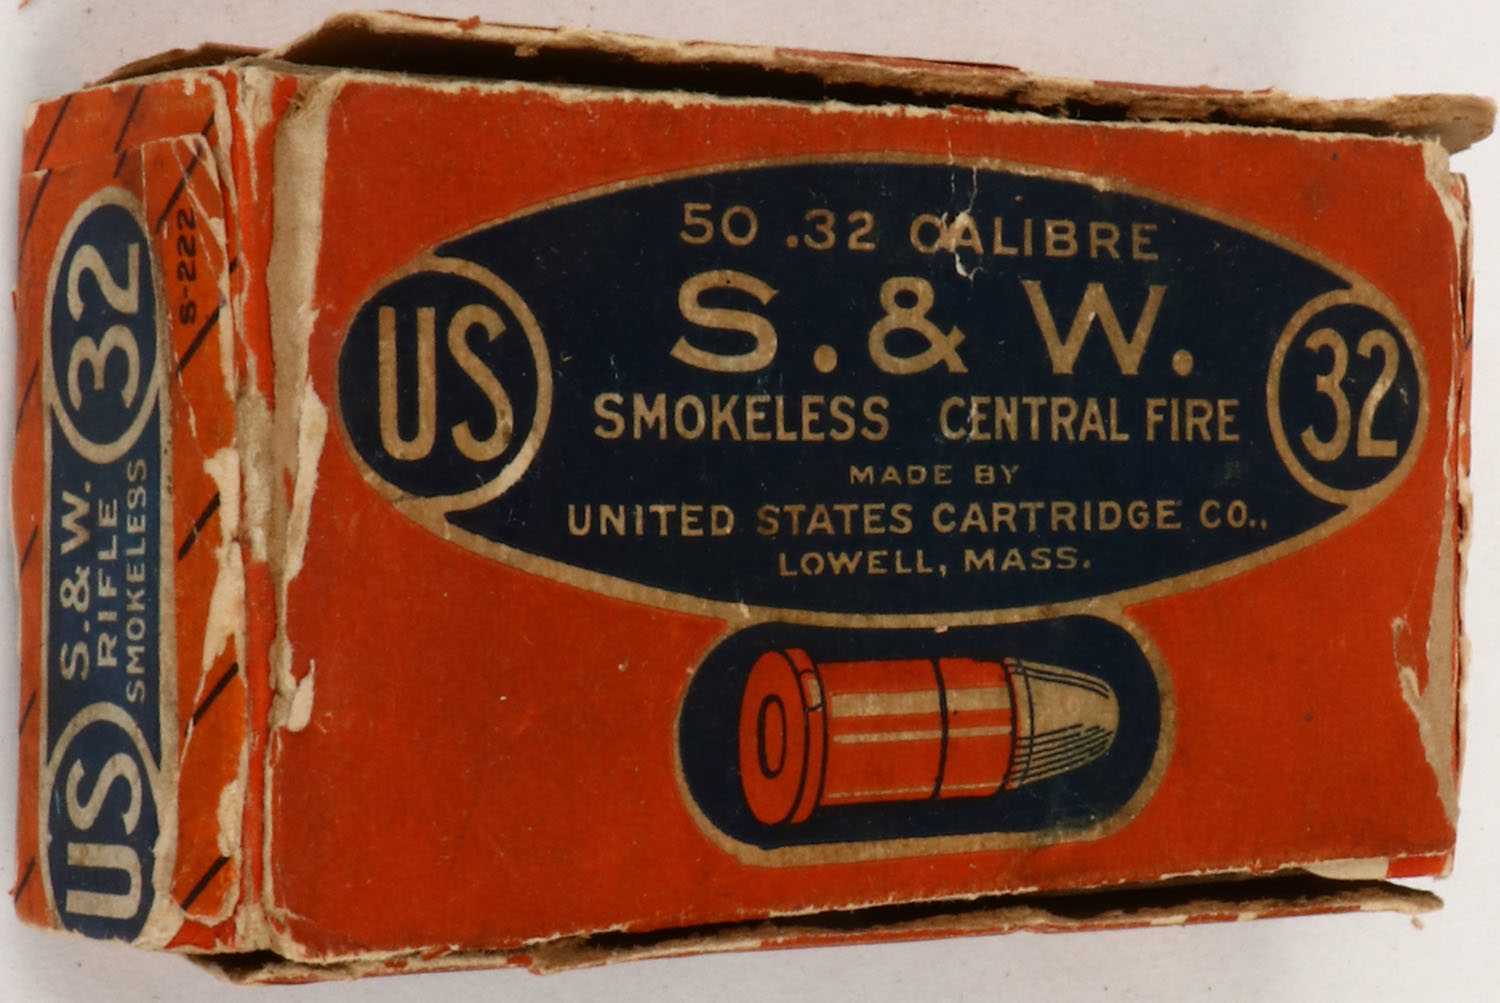 50 .32 CALIBRE
S. & W.
US
32
SMOKELESS CENTRAL FIRE
MADE BY
UNITED STATES CARTRIDGE CO.,
LOWELL, MASS.
US
S.&W.
RIFLE
SMOKELESS
32
S-222